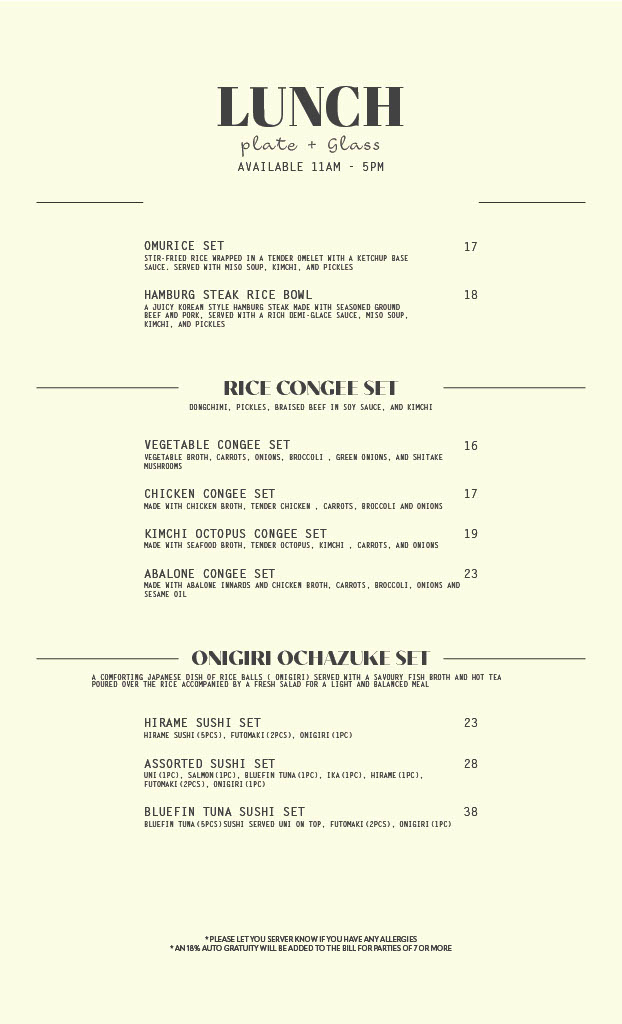 LUNCH
plate + Glass
AVAILABLE 11AM - 5PM
OMURICE SET 17
STIR-FRIED RICE WRAPPED IN A TENDER OMELET WITH A KETCHUP BASE
SAUCE. SERVED WITH MISO SOUP, KIMCHI, AND PICKLES
HAMBURG STEAK RICE BOWL 18
A JUICY KOREAN STYLE HAMBURG STEAK MADE WITH SEASONED GROUND
BEEF AND PORK, SERVED WITH A RICH DEMI-GLACE SAUCE, MISO SOUP,
KIMCHI, AND PICKLES
RICE CONGEE SET
DONGCHIMI, PICKLES, BRAISED BEEF IN SOY SAUCE, AND KIMCHI
VEGETABLE CONGEE SET 16
VEGETABLE BROTH, CARROTS, ONIONS, BROCCOLI , GREEN ONIONS, AND SHITAKE
MUSHROOMS
CHICKEN CONGEE SET 17
MADE WITH CHICKEN BROTH, TENDER CHICKEN , CARROTS, BROCCOLI AND ONIONS
KIMCHI OCTOPUS CONGEE SET 19
MADE WITH SEAFOOD BROTH, TENDER OCTOPUS, KIMCHI , CARROTS, AND ONIONS
ABALONE CONGEE SET 23
MADE WITH ABALONE INNARDS AND CHICKEN BROTH, CARROTS, BROCCOLI, ONIONS AND
SESAME OIL
ONIGIRI OCHAZUKE SET
A COMFORTING JAPANESE DISH OF RICE BALLS ( ONIGIRI) SERVED WITH A SAVOURY FISH BROTH AND HOT TEA
POURED OVER THE RICE ACCOMPANIED BY A FRESH SALAD FOR A LIGHT AND BALANCED MEAL
HIRAME SUSHI SET 23
HIRAME SUSHI(5PCS), FUTOMAKI(2PCS), ONIGIRI(1PC)
ASSORTED SUSHI SET 28
UNI(1PC), SALMON(1PC), BLUEFIN TUNA(1PC), IKA(1PC), HIRAME(1PC),
FUTOMAKI(2PCS), ONIGIRI(1PC)
BLUEFIN TUNA SUSHI SET 38
BLUEFIN TUNA(5PCS)SUSHI SERVED UNI ON TOP, FUTOMAKI(2PCS), ONIGIRI(1PC)
* PLEASE LET YOU SERVER KNOW IF YOU HAVE ANY ALLERGIES
* AN 18% AUTO GRATUITY WILL BE ADDED TO THE BILL FOR PARTIES OF 7 OR MORE